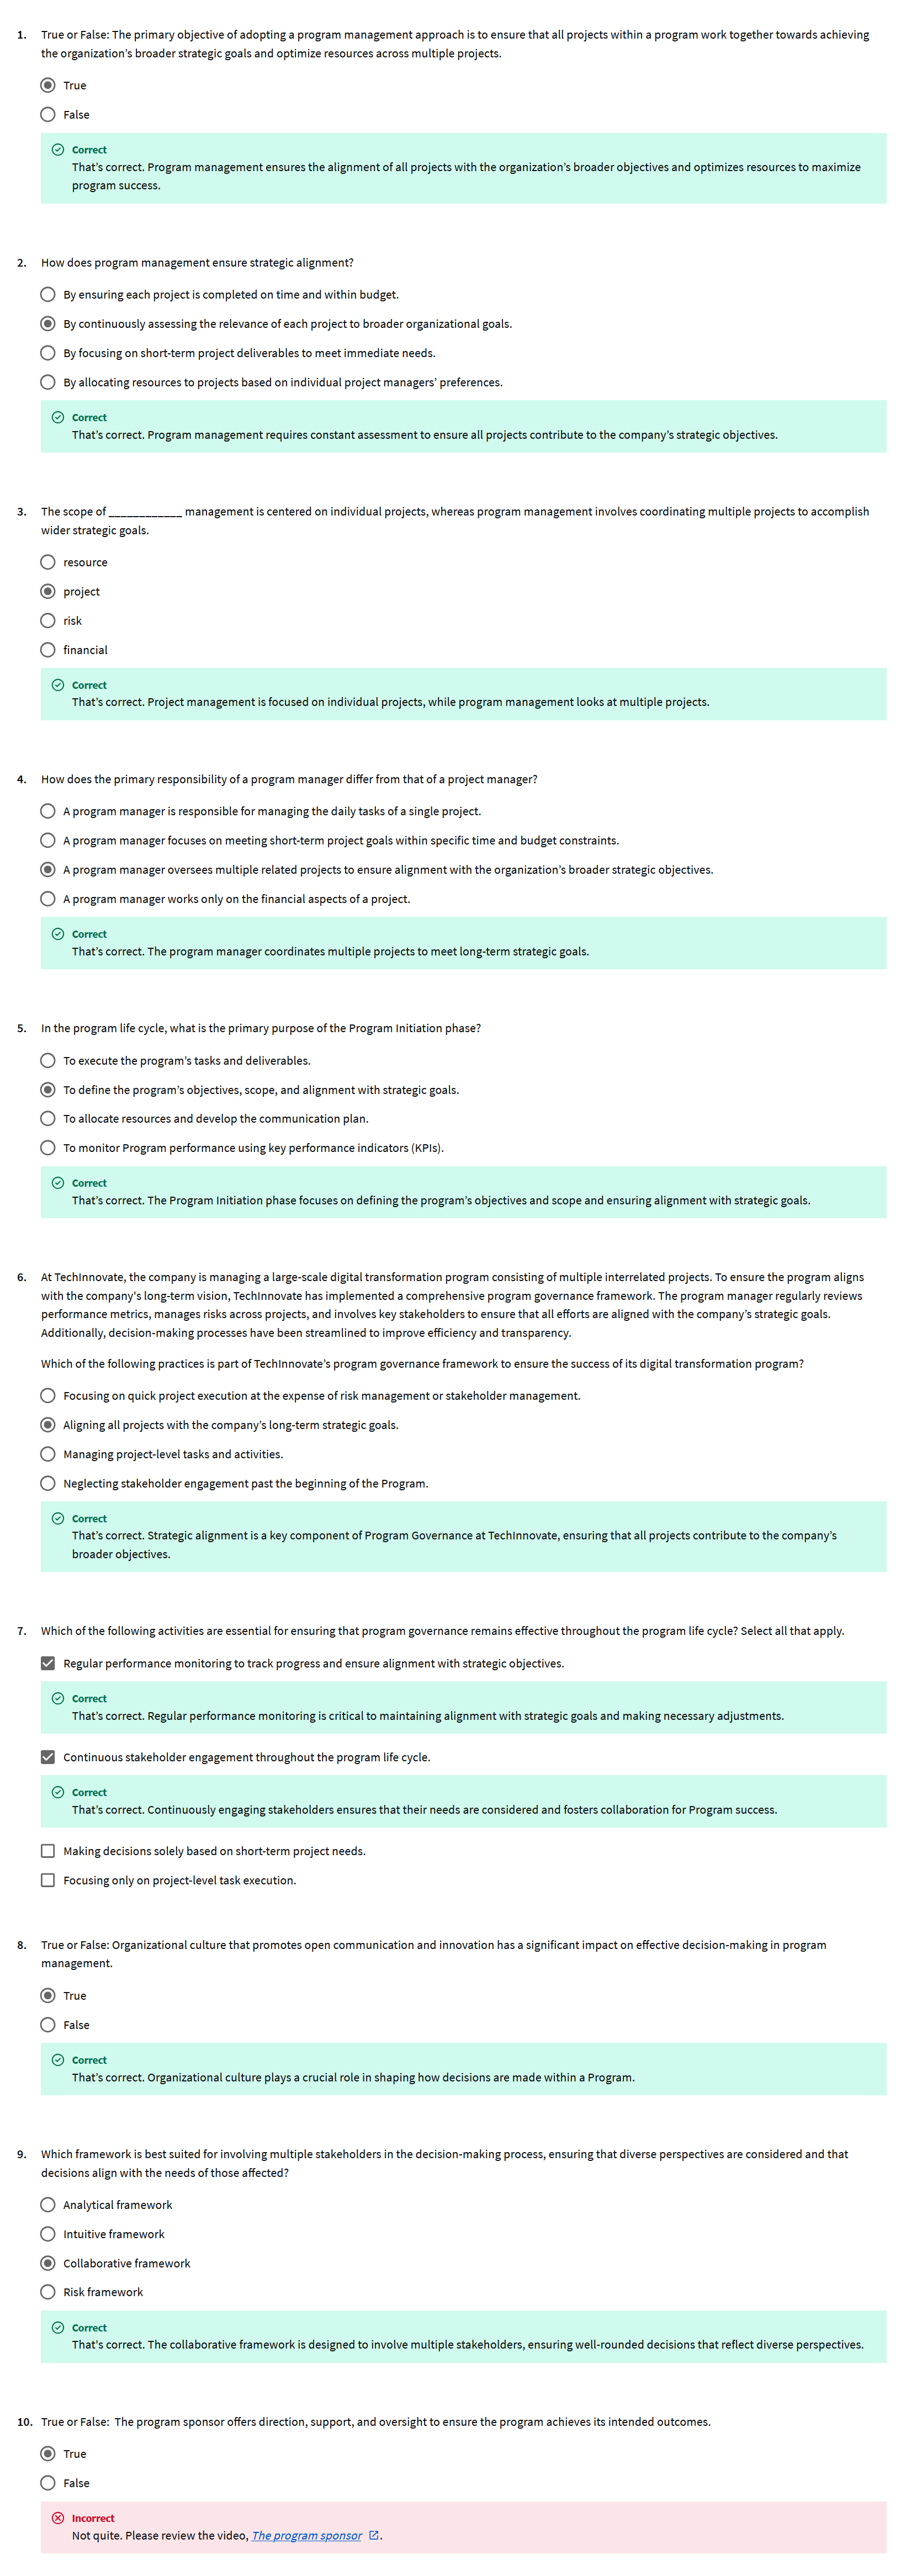 1. True or False: The primary objective of adopting a program management approach is to ensure that all projects within a program work together towards achieving
the organization's broader strategic goals and optimize resources across multiple projects.
True
False
Correct
That's correct. Program management ensures the alignment of all projects with the organization's broader objectives and optimizes resources to maximize
program success.
2. How does program management ensure strategic alignment?
By ensuring each project is completed on time and within budget.
By continuously assessing the relevance of each project to broader organizational goals.
By focusing on short-term project deliverables to meet immediate needs.
By allocating resources to projects based on individual project managers' preferences.
Correct
That's correct. Program management requires constant assessment to ensure all projects contribute to the company's strategic objectives.
3. The scope of ____________ management is centered on individual projects, whereas program management involves coordinating multiple projects to accomplish
wider strategic goals.
resource
project
risk
financial
Correct
That's correct. Project management is focused on individual projects, while program management looks at multiple projects.
4. How does the primary responsibility of a program manager differ from that of a project manager?
A program manager is responsible for managing the daily tasks of a single project.
A program manager focuses on meeting short-term project goals within specific time and budget constraints.
A program manager oversees multiple related projects to ensure alignment with the organization's broader strategic objectives.
A program manager works only on the financial aspects of a project.
Correct
That's correct. The program manager coordinates multiple projects to meet long-term strategic goals.
5. In the program life cycle, what is the primary purpose of the Program Initiation phase?
To execute the program's tasks and deliverables.
To define the program's objectives, scope, and alignment with strategic goals.
To allocate resources and develop the communication plan.
To monitor Program performance using key performance indicators (KPIs).
Correct
That's correct. The Program Initiation phase focuses on defining the program's objectives and scope and ensuring alignment with strategic goals.
6. At TechInnovate, the company is managing a large-scale digital transformation program consisting of multiple interrelated projects. To ensure the program aligns
with the company's long-term vision, TechInnovate has implemented a comprehensive program governance framework. The program manager regularly reviews
performance metrics, manages risks across projects, and involves key stakeholders to ensure that all efforts are aligned with the company's strategic goals.
Additionally, decision-making processes have been streamlined to improve efficiency and transparency.
Which of the following practices is part of TechInnovate's program governance framework to ensure the success of its digital transformation program?
Focusing on quick project execution at the expense of risk management or stakeholder management.
Aligning all projects with the company's long-term strategic goals.
Managing project-level tasks and activities.
Neglecting stakeholder engagement past the beginning of the Program.
Correct
That's correct. Strategic alignment is a key component of Program Governance at TechInnovate, ensuring that all projects contribute to the company's
broader objectives.
7. Which of the following activities are essential for ensuring that program governance remains effective throughout the program life cycle? Select all that apply.
Regular performance monitoring to track progress and ensure alignment with strategic objectives.
Correct
That's correct. Regular performance monitoring is critical to maintaining alignment with strategic goals and making necessary adjustments.
Continuous stakeholder engagement throughout the program life cycle.
Correct
That's correct. Continuously engaging stakeholders ensures that their needs are considered and fosters collaboration for Program success.
Making decisions solely based on short-term project needs.
Focusing only on project-level task execution.
8. True or False: Organizational culture that promotes open communication and innovation has a significant impact on effective decision-making in program
management.
True
False
Correct
That's correct. Organizational culture plays a crucial role in shaping how decisions are made within a Program.
9. Which framework is best suited for involving multiple stakeholders in the decision-making process, ensuring that diverse perspectives are considered and that
decisions align with the needs of those affected?
Analytical framework
Intuitive framework
Collaborative framework
Risk framework
Correct
That's correct. The collaborative framework is designed to involve multiple stakeholders, ensuring well-rounded decisions that reflect diverse perspectives.
10. True or False: The program sponsor offers direction, support, and oversight to ensure the program achieves its intended outcomes.
True
False
Incorrect
Not quite. Please review the video, The program sponsor.